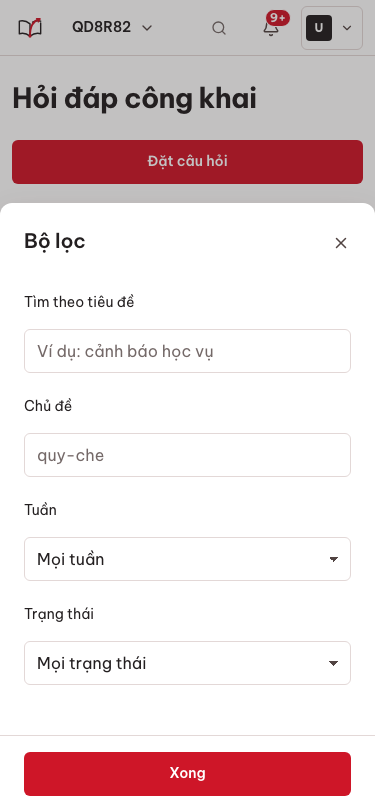 QD8R82
9+
U
Hỏi đáp công khai
Đặt câu hỏi
Bộ lọc
Tìm theo tiêu đề
Ví dụ: cảnh báo học vụ
Chủ đề
quy-che
Tuần
Mọi tuần
Trạng thái
Mọi trạng thái
Xong